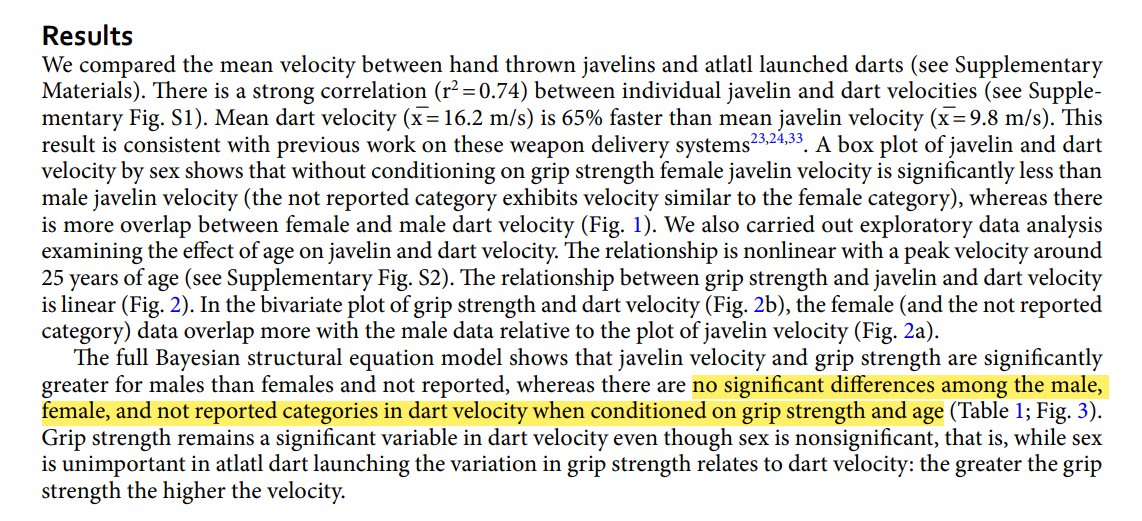 Results
We compared the mean velocity between hand thrown javelins and atlatl launched darts (see Supplementary
Materials). There is a strong correlation (r² = 0.74) between individual javelin and dart velocities (see Supple-
mentary Fig. S1). Mean dart velocity (x̅ = 16.2 m/s) is 65% faster than mean javelin velocity (x̅ = 9.8 m/s). This
result is consistent with previous work on these weapon delivery systems²³,²⁴,³³. A box plot of javelin and dart
velocity by sex shows that without conditioning on grip strength female javelin velocity is significantly less than
male javelin velocity (the not reported category exhibits velocity similar to the female category), whereas there
is more overlap between female and male dart velocity (Fig. 1). We also carried out exploratory data analysis
examining the effect of age on javelin and dart velocity. The relationship is nonlinear with a peak velocity around
25 years of age (see Supplementary Fig. S2). The relationship between grip strength and javelin and dart velocity
is linear (Fig. 2). In the bivariate plot of grip strength and dart velocity (Fig. 2b), the female (and the not reported
category) data overlap more with the male data relative to the plot of javelin velocity (Fig. 2a).
The full Bayesian structural equation model shows that javelin velocity and grip strength are significantly
greater for males than females and not reported, whereas there are no significant differences among the male,
female, and not reported categories in dart velocity when conditioned on grip strength and age (Table 1; Fig. 3).
Grip strength remains a significant variable in dart velocity even though sex is nonsignificant, that is, while sex
is unimportant in atlatl dart launching the variation in grip strength relates to dart velocity: the greater the grip
strength the higher the velocity.